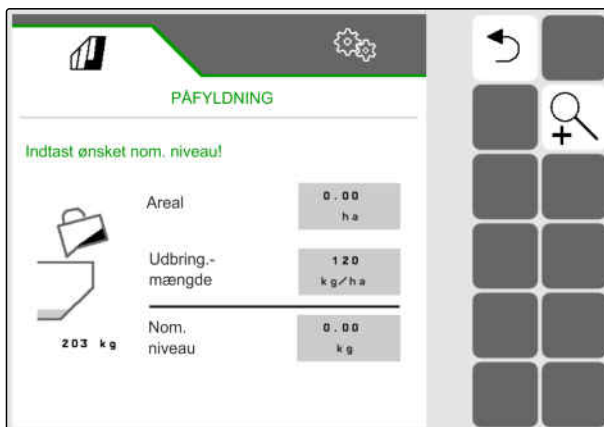 PÅFYLDNING
Indtast ønsket nom. niveau!
Areal
0.00
ha
Udbring.-
mængde
120
kg/ha
Nom.
niveau
0.00
kg
203 kg